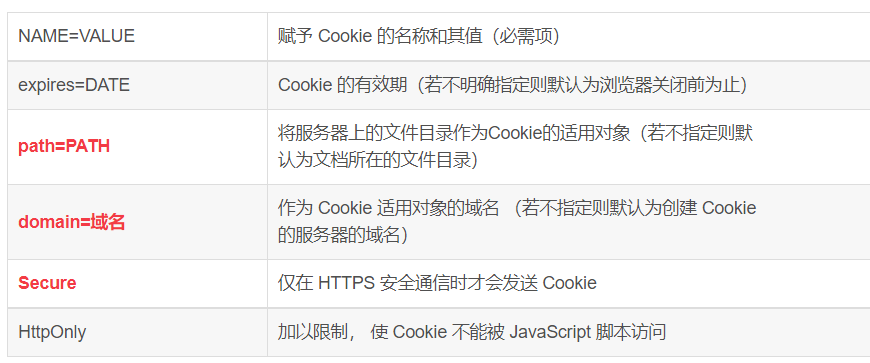 NAME=VALUE
赋予 Cookie 的名称和其值（必需项）
expires=DATE
Cookie 的有效期（若不明确指定则默认为浏览器关闭前为止）
path=PATH
将服务器上的文件目录作为Cookie的适用对象（若不指定则默
认为文档所在的文件目录）
domain=域名
作为 Cookie 适用对象的域名 （若不指定则默认为创建 Cookie
的服务器的域名）
Secure
仅在 HTTPS 安全通信时才会发送 Cookie
HttpOnly
加以限制， 使 Cookie 不能被 JavaScript 脚本访问